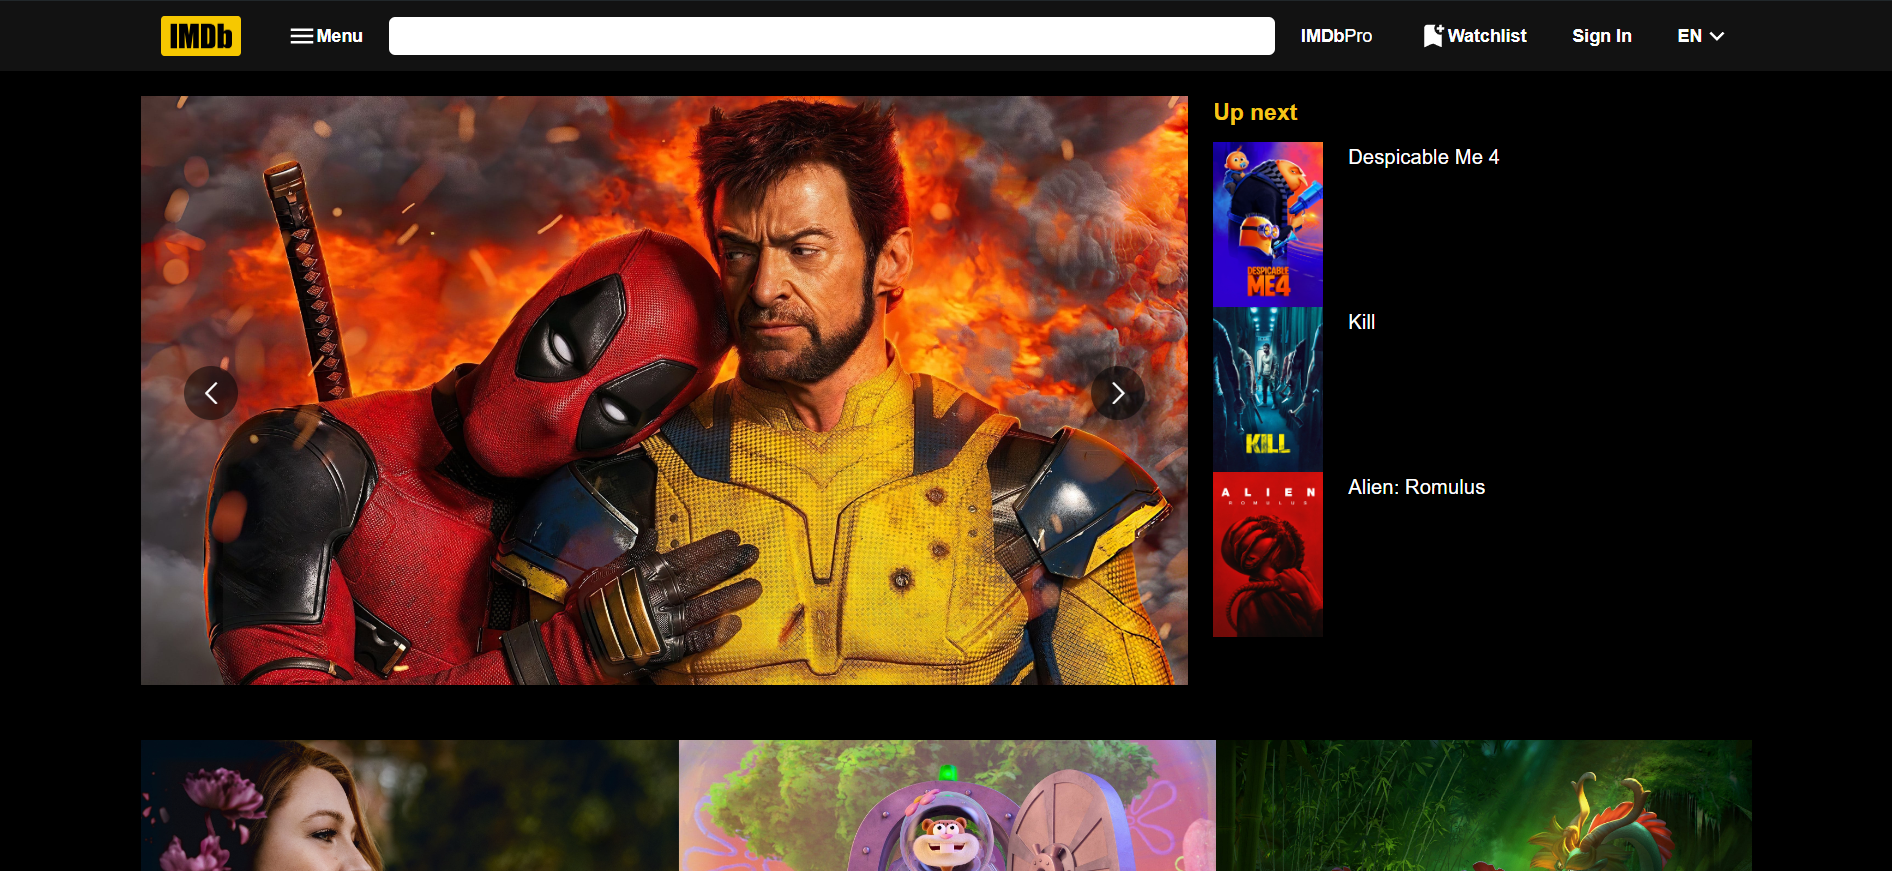 IMDb
Menu
IMDbPro
Watchlist
Sign In
EN
Up next
Despicable Me 4
DESPICABLE
ME4
Kill
KILL
Alien: Romulus
ALIEN
ROMULUS